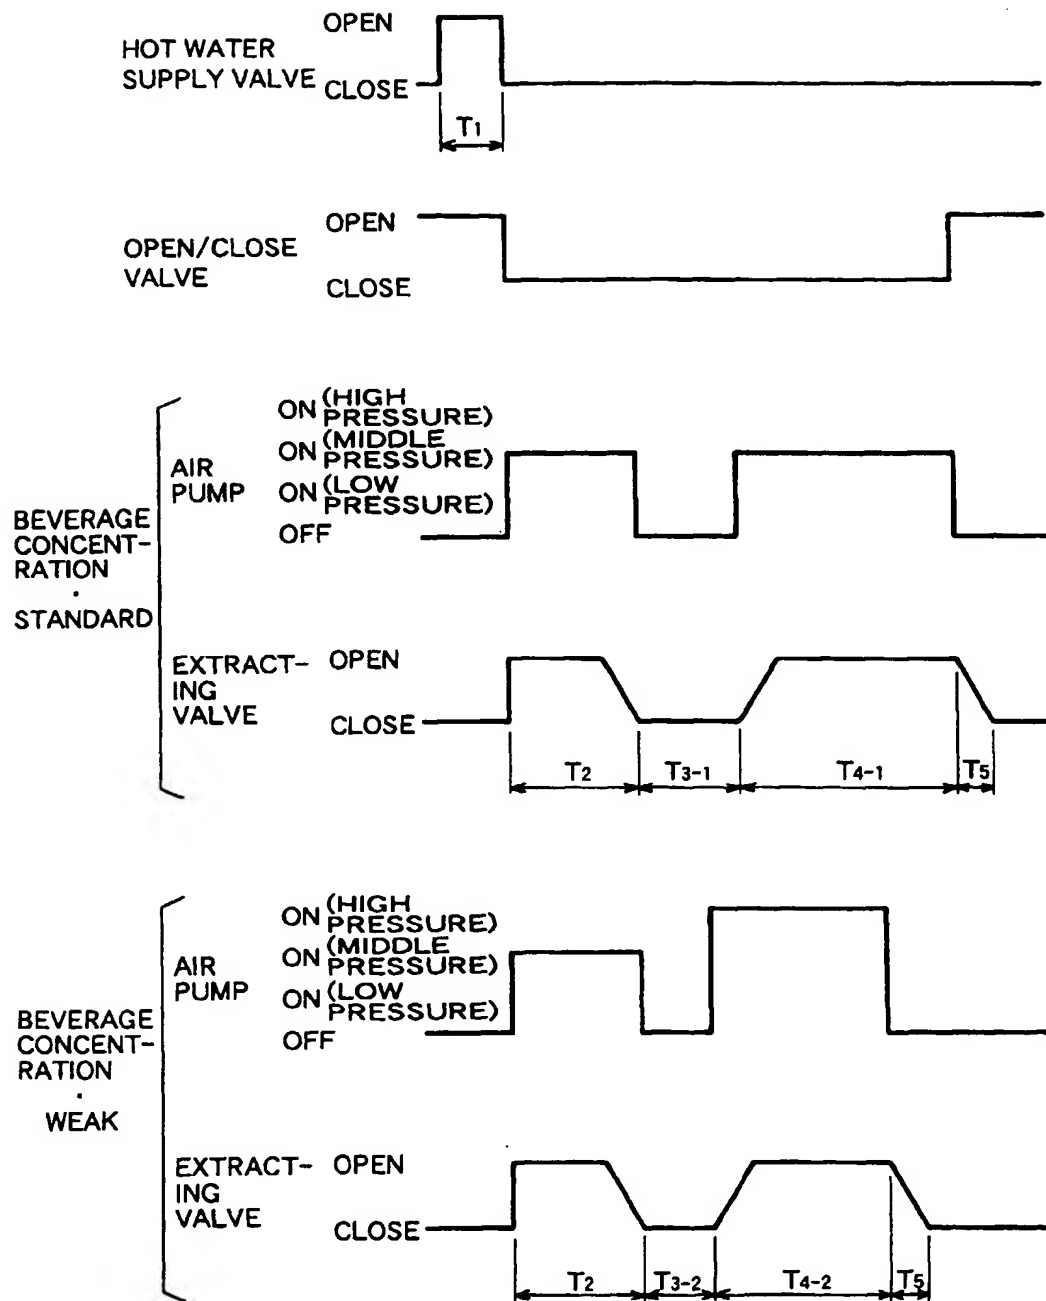 OPEN
HOT WATER
SUPPLY VALVE
CLOSE
T1
OPEN
OPEN/CLOSE
VALVE
CLOSE
BEVERAGE
CONCENT-
RATION
·
STANDARD
AIR
PUMP
ON (HIGH
PRESSURE)
ON (MIDDLE
PRESSURE)
ON (LOW
PRESSURE)
OFF
EXTRACT-
ING
VALVE
OPEN
CLOSE
T2 T3-1 T4-1 T5
BEVERAGE
CONCENT-
RATION
·
WEAK
AIR
PUMP
ON (HIGH
PRESSURE)
ON (MIDDLE
PRESSURE)
ON (LOW
PRESSURE)
OFF
EXTRACT-
ING
VALVE
OPEN
CLOSE
T2 T3-2 T4-2 T5